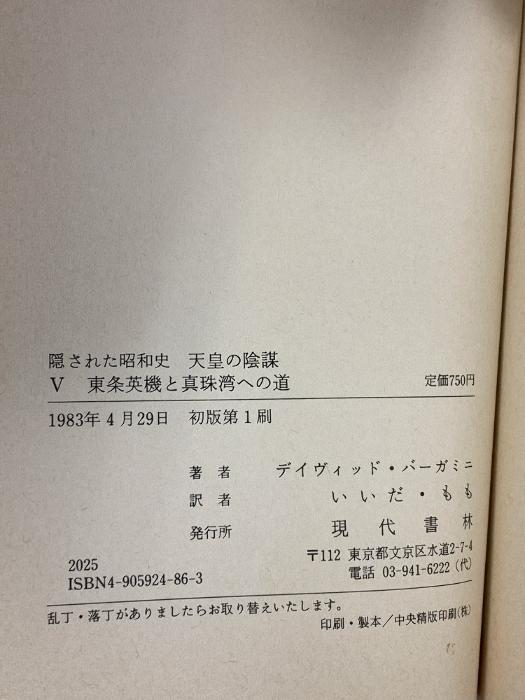 隠された昭和史　天皇の陰謀
Ⅴ　東条英機と真珠湾への道
定価750円
1983年4月29日　初版第1刷
著者　デイヴィッド・バーガミニ
訳者　いいだ・もも
発行所　現代書林
〒112 東京都文京区水道2-7-4
電話 03-941-6222（代）
2025
ISBN4-905924-86-3
乱丁・落丁がありましたらお取り替えいたします。
印刷・製本／中央精版印刷㈱